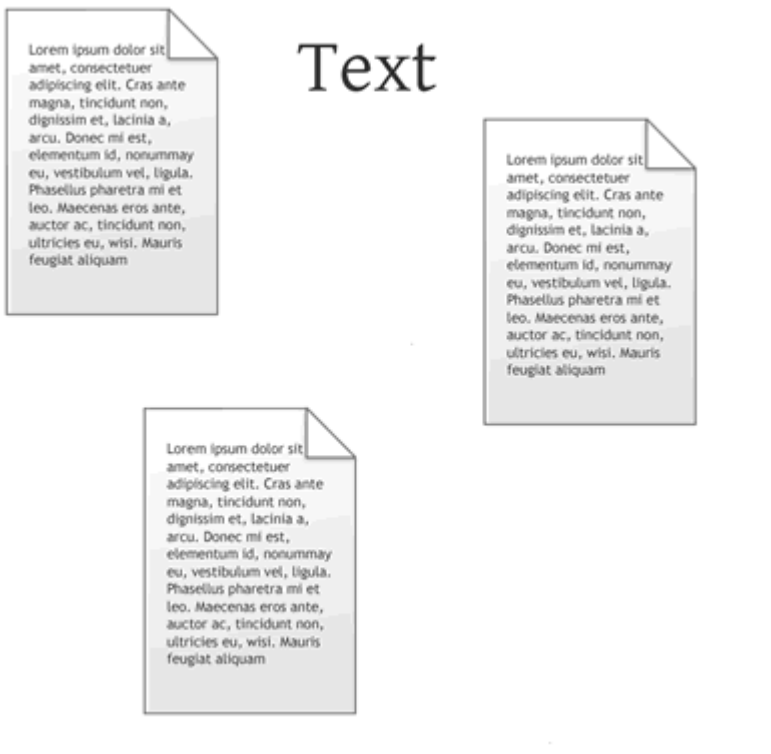 Lorem ipsum dolor sit
amet, consectetuer
adipiscing elit. Cras ante
magna, tincidunt non,
dignissim et, lacinia a,
arcu. Donec mi est,
elementum id, nonummay
eu, vestibulum vel, ligula.
Phasellus pharetra mi et
leo. Maecenas eros ante,
auctor ac, tincidunt non,
ultricies eu, wisi. Mauris
feugiat aliquam
Text
Lorem ipsum dolor sit
amet, consectetuer
adipiscing elit. Cras ante
magna, tincidunt non,
dignissim et, lacinia a,
arcu. Donec mi est,
elementum id, nonummay
eu, vestibulum vel, ligula.
Phasellus pharetra mi et
leo. Maecenas eros ante,
auctor ac, tincidunt non,
ultricies eu, wisi. Mauris
feugiat aliquam
Lorem ipsum dolor sit
amet, consectetuer
adipiscing elit. Cras ante
magna, tincidunt non,
dignissim et, lacinia a,
arcu. Donec mi est,
elementum id, nonummay
eu, vestibulum vel, ligula.
Phasellus pharetra mi et
leo. Maecenas eros ante,
auctor ac, tincidunt non,
ultricies eu, wisi. Mauris
feugiat aliquam